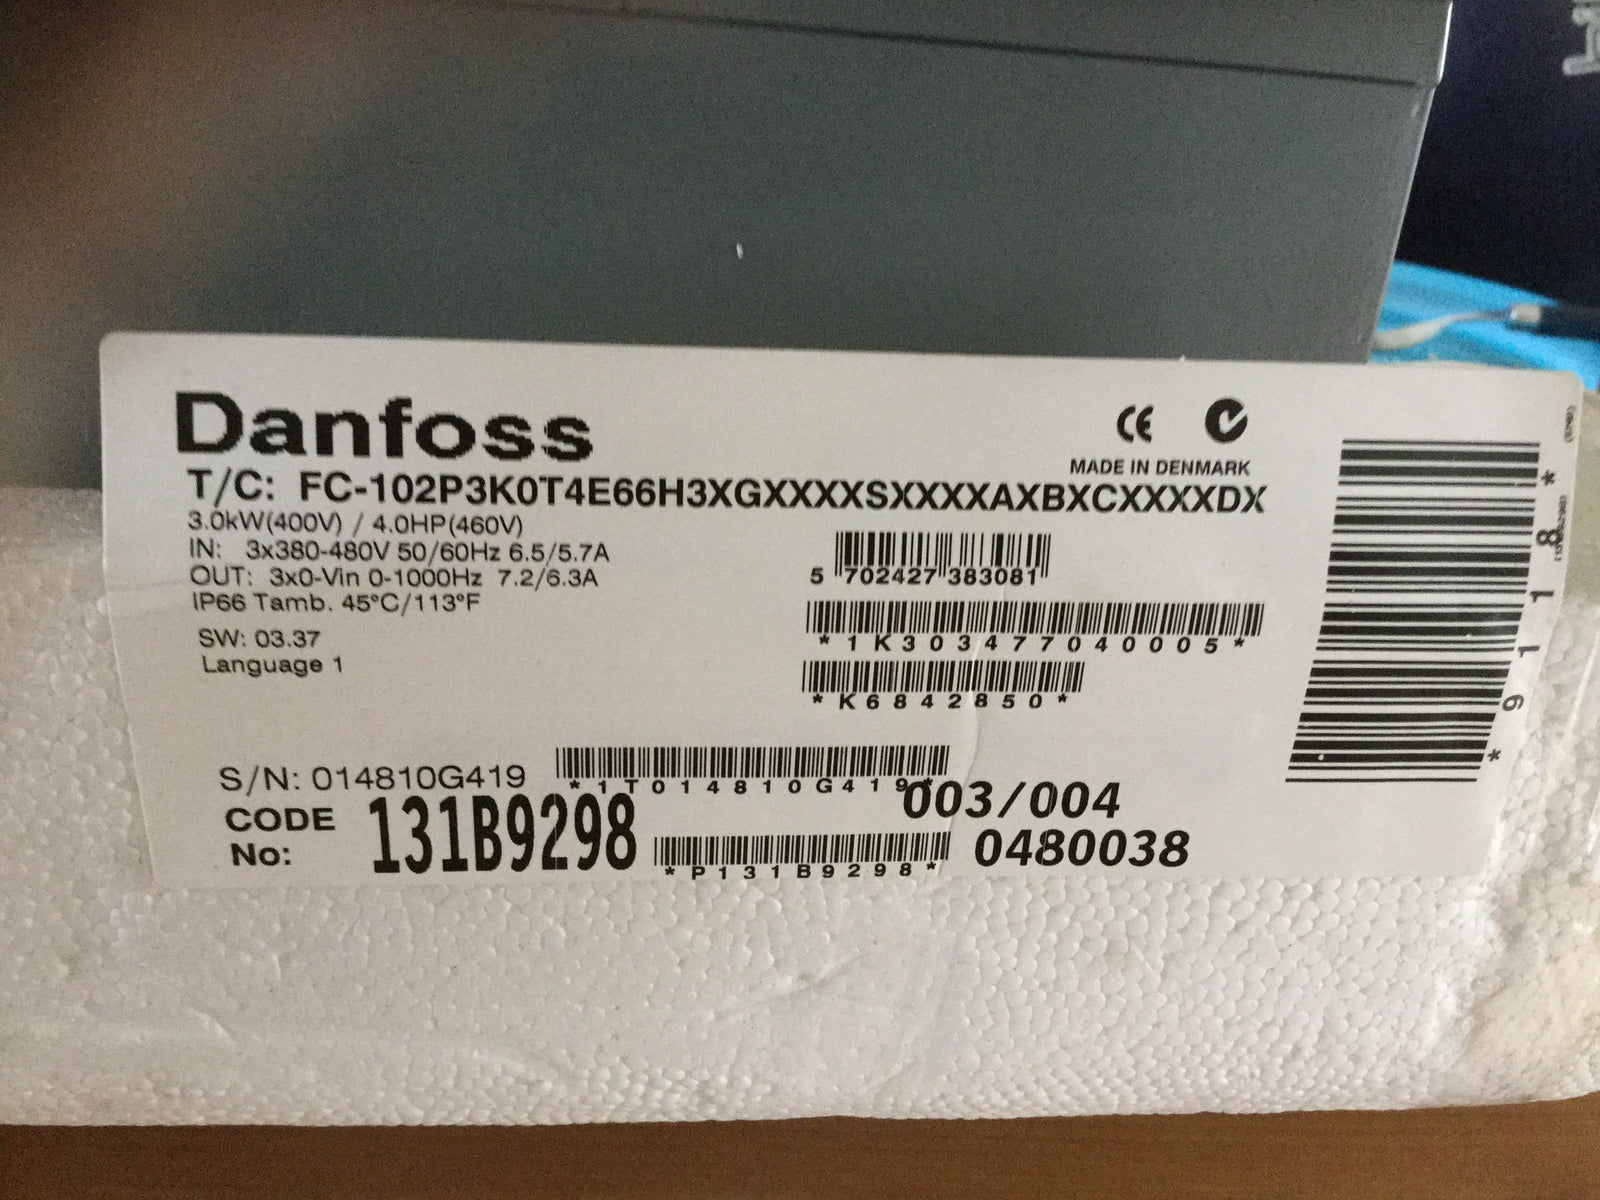 Danfoss
CE
MADE IN DENMARK
T/C: FC-102P3K0T4E66H3XGXXXXSXXXXAXBXCXXXXDX
3.0kW(400V) / 4.0HP(460V)
IN: 3x380-480V 50/60Hz 6.5/5.7A
OUT: 3x0-Vin 0-1000Hz 7.2/6.3A
IP66 Tamb. 45°C/113°F
SW: 03.37
Language 1
5 702427 383081
*1K303477040005*
*K6842850*
S/N: 014810G419
*1T014810G419*
003/004
CODE
No:
131B9298
*P131B9298*
0480038
*8119*